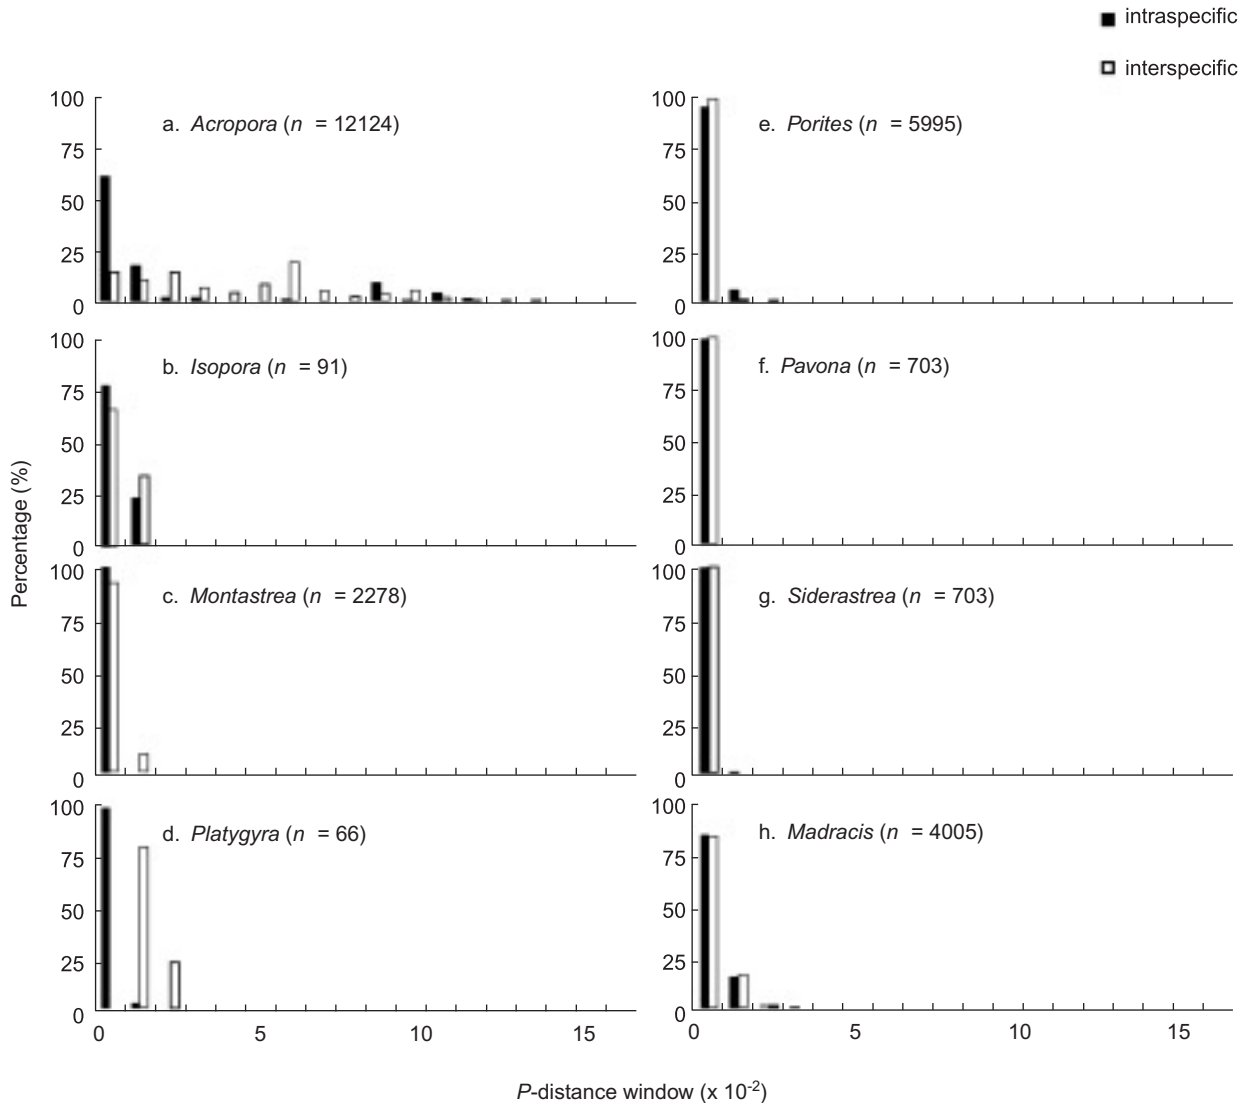 intraspecific
interspecific
Percentage (%)
a. Acropora (n = 12124)
100
75
50
25
0
b. Isopora (n = 91)
100
75
50
25
0
c. Montastrea (n = 2278)
100
75
50
25
0
d. Platygyra (n = 66)
100
75
50
25
0
0 5 10 15
e. Porites (n = 5995)
100
75
50
25
0
f. Pavona (n = 703)
100
75
50
25
0
g. Siderastrea (n = 703)
100
75
50
25
0
h. Madracis (n = 4005)
100
75
50
25
0
0 5 10 15
P-distance window (x 10⁻²)